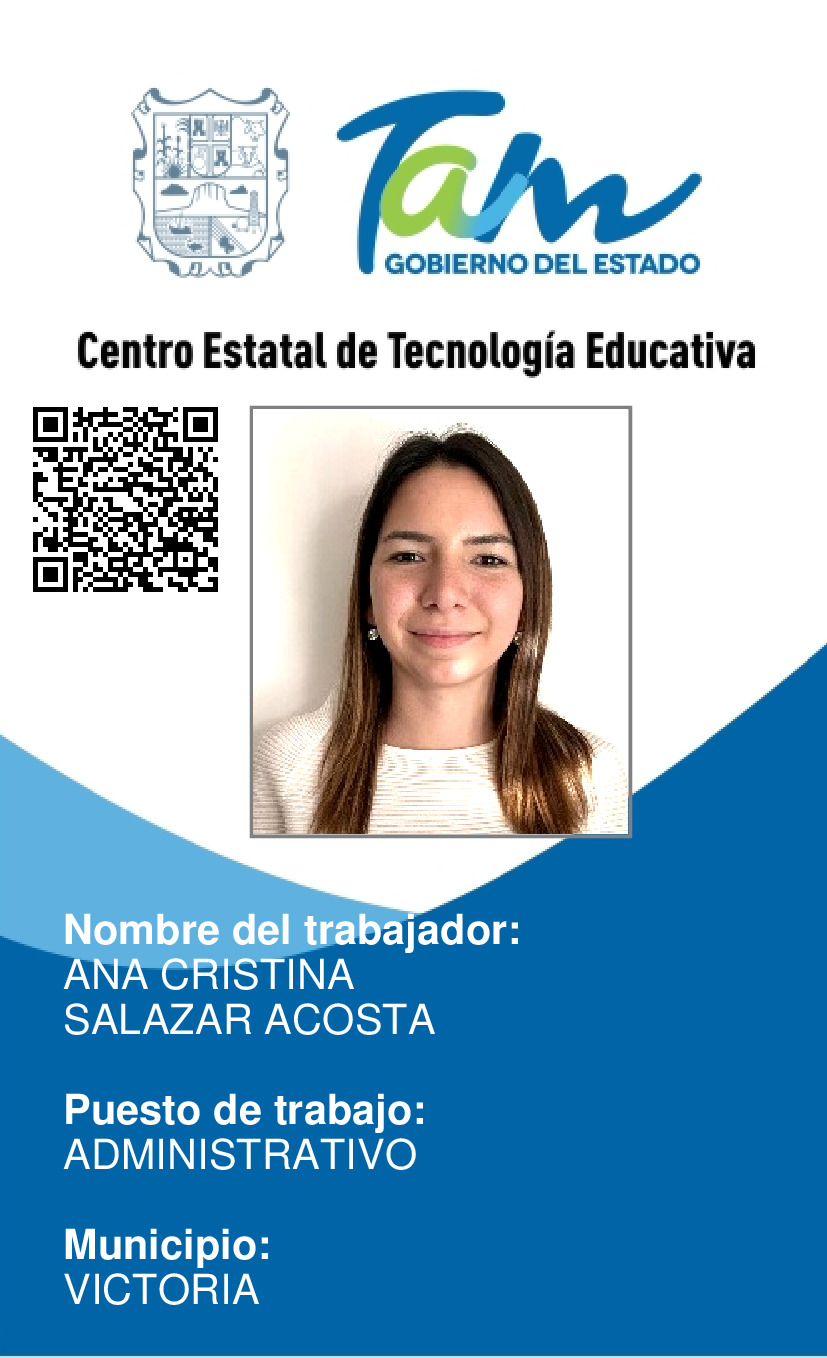 Tam
GOBIERNO DEL ESTADO
Centro Estatal de Tecnología Educativa
Nombre del trabajador:
ANA CRISTINA
SALAZAR ACOSTA
Puesto de trabajo:
ADMINISTRATIVO
Municipio:
VICTORIA